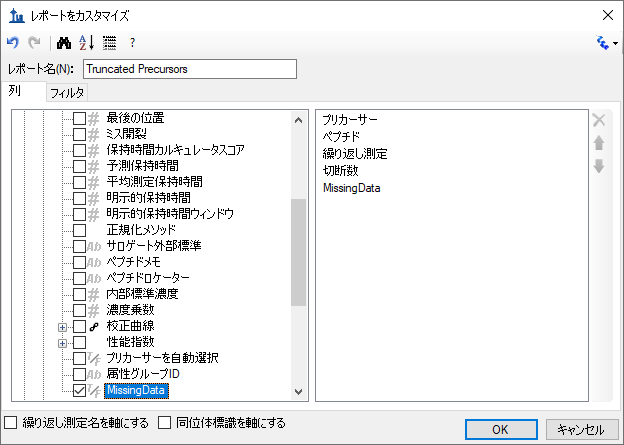 レポートをカスタマイズ
レポート名(N): Truncated Precursors
列 フィルタ
# 最後の位置
# ミス開裂
# 保持時間カルキュレータスコア
# 予測保持時間
# 平均測定保持時間
# 明示的保持時間
# 明示的保持時間ウィンドウ
正規化メソッド
Ab サロゲート外部標準
Ab ペプチドメモ
Ab ペプチドロケーター
# 内部標準濃度
# 濃度乗数
校正曲線
性能指数
T/F プリカーサーを自動選択
Ab 属性グループID
T/F MissingData
プリカーサー
ペプチド
繰り返し測定
切断数
MissingData
繰り返し測定名を軸にする 同位体標識を軸にする
OK キャンセル